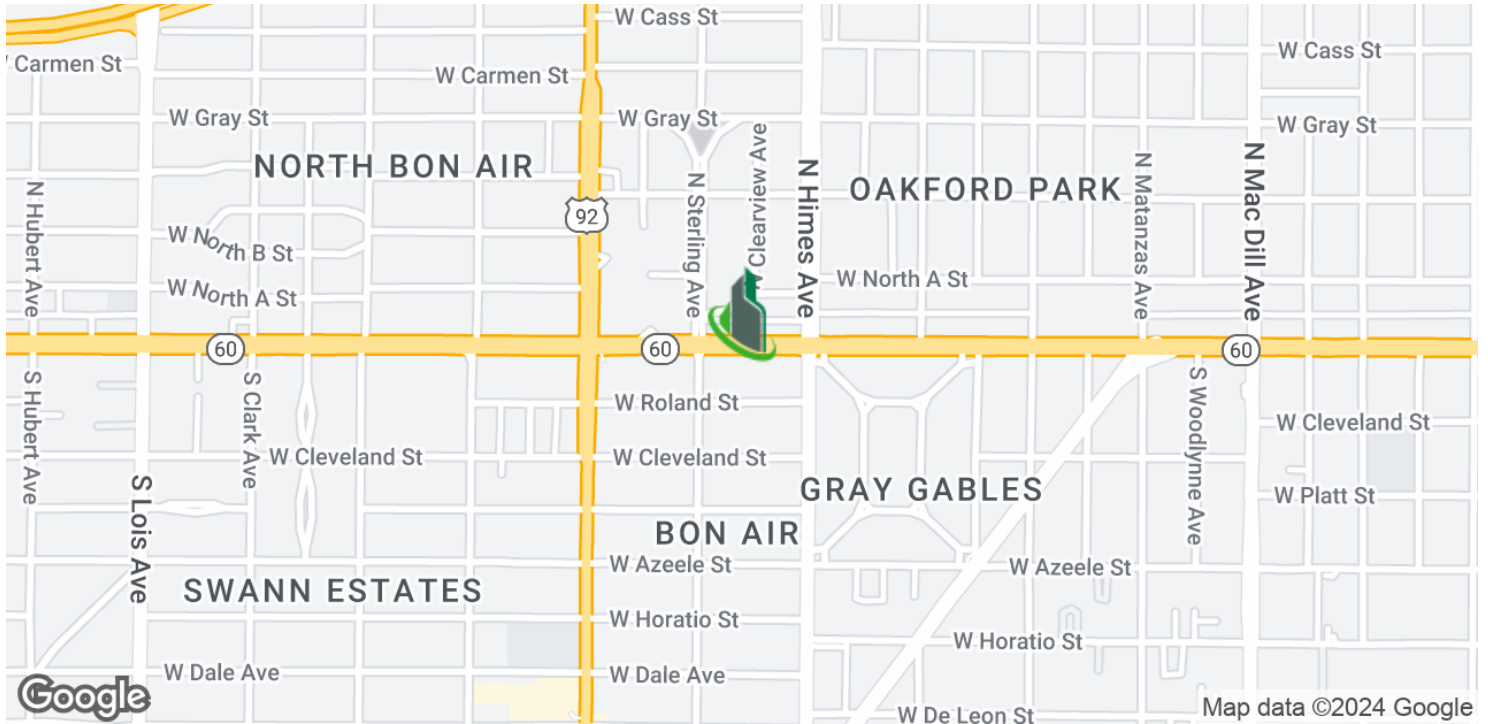 W Cass St
W Cass St
Carmen St
W Carmen St
W Gray St
W Gray St
W Gray St
NORTH BON AIR
N Hubert Ave
92
N Sterling Ave
Clearview Ave
N Himes Ave
OAKFORD PARK
N Matanzas Ave
N Mac Dill Ave
W North B St
W North A St
W North A St
60
60
60
S Hubert Ave
S Clark Ave
W Roland St
S Woodlynne Ave
W Cleveland St
W Cleveland St
W Cleveland St
S Lois Ave
GRAY GABLES
W Platt St
BON AIR
W Azeele St
W Azeele St
SWANN ESTATES
W Horatio St
W Horatio St
W Dale Ave
W Dale Ave
Google
W De Leon St
Map data ©2024 Google